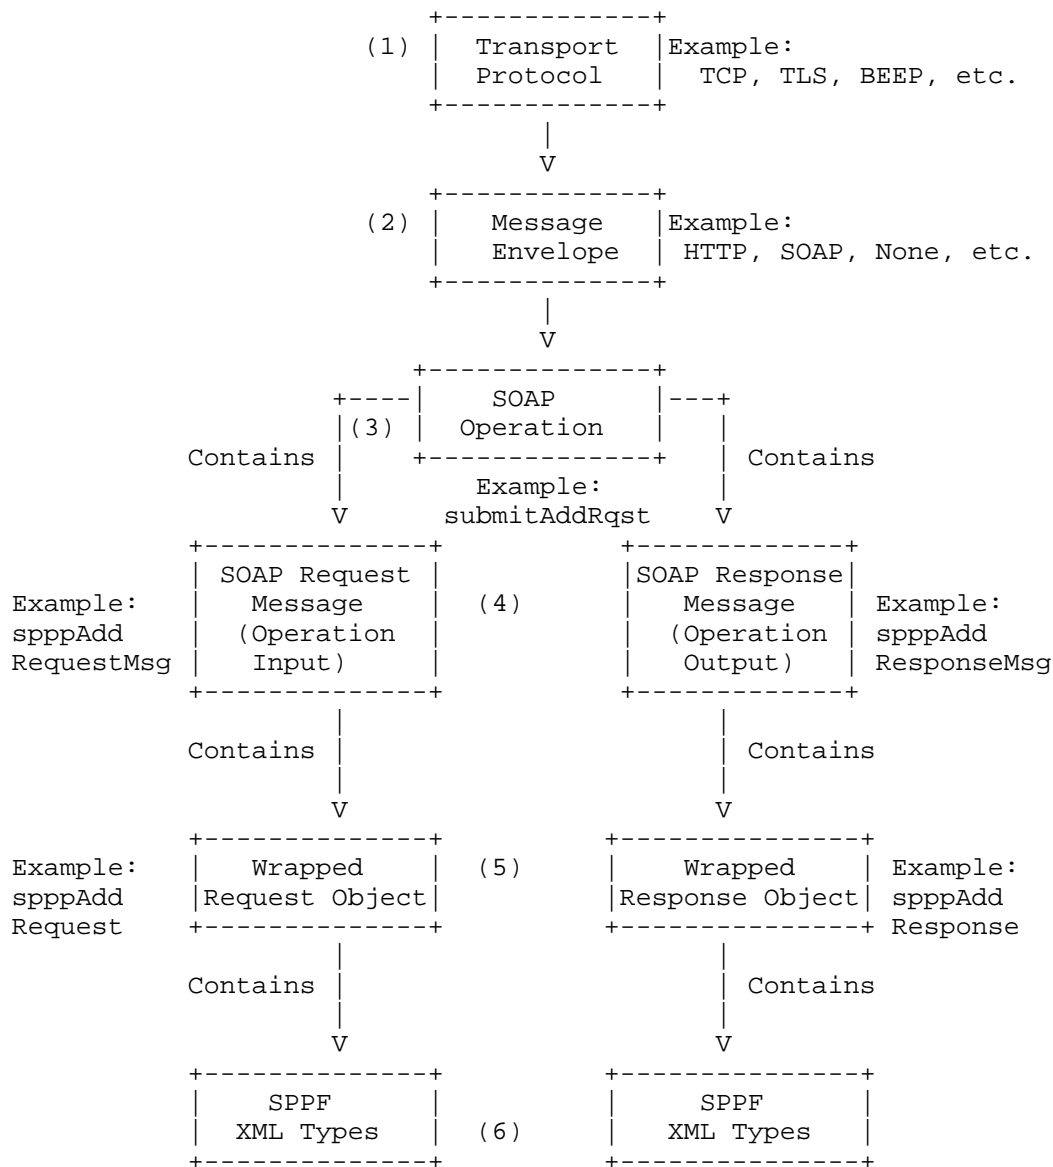 (1) Transport Example:
Protocol TCP, TLS, BEEP, etc.
V
(2) Message Example:
Envelope HTTP, SOAP, None, etc.
V
SOAP
(3) Operation
Contains Contains
Example:
V submitAddRqst V
SOAP Request SOAP Response
Example: Message (4) Message Example:
spppAdd (Operation (Operation spppAdd
RequestMsg Input) Output) ResponseMsg
Contains Contains
V V
Example: Wrapped (5) Wrapped Example:
spppAdd Request Object Response Object spppAdd
Request Response
Contains Contains
V V
SPPF SPPF
XML Types (6) XML Types